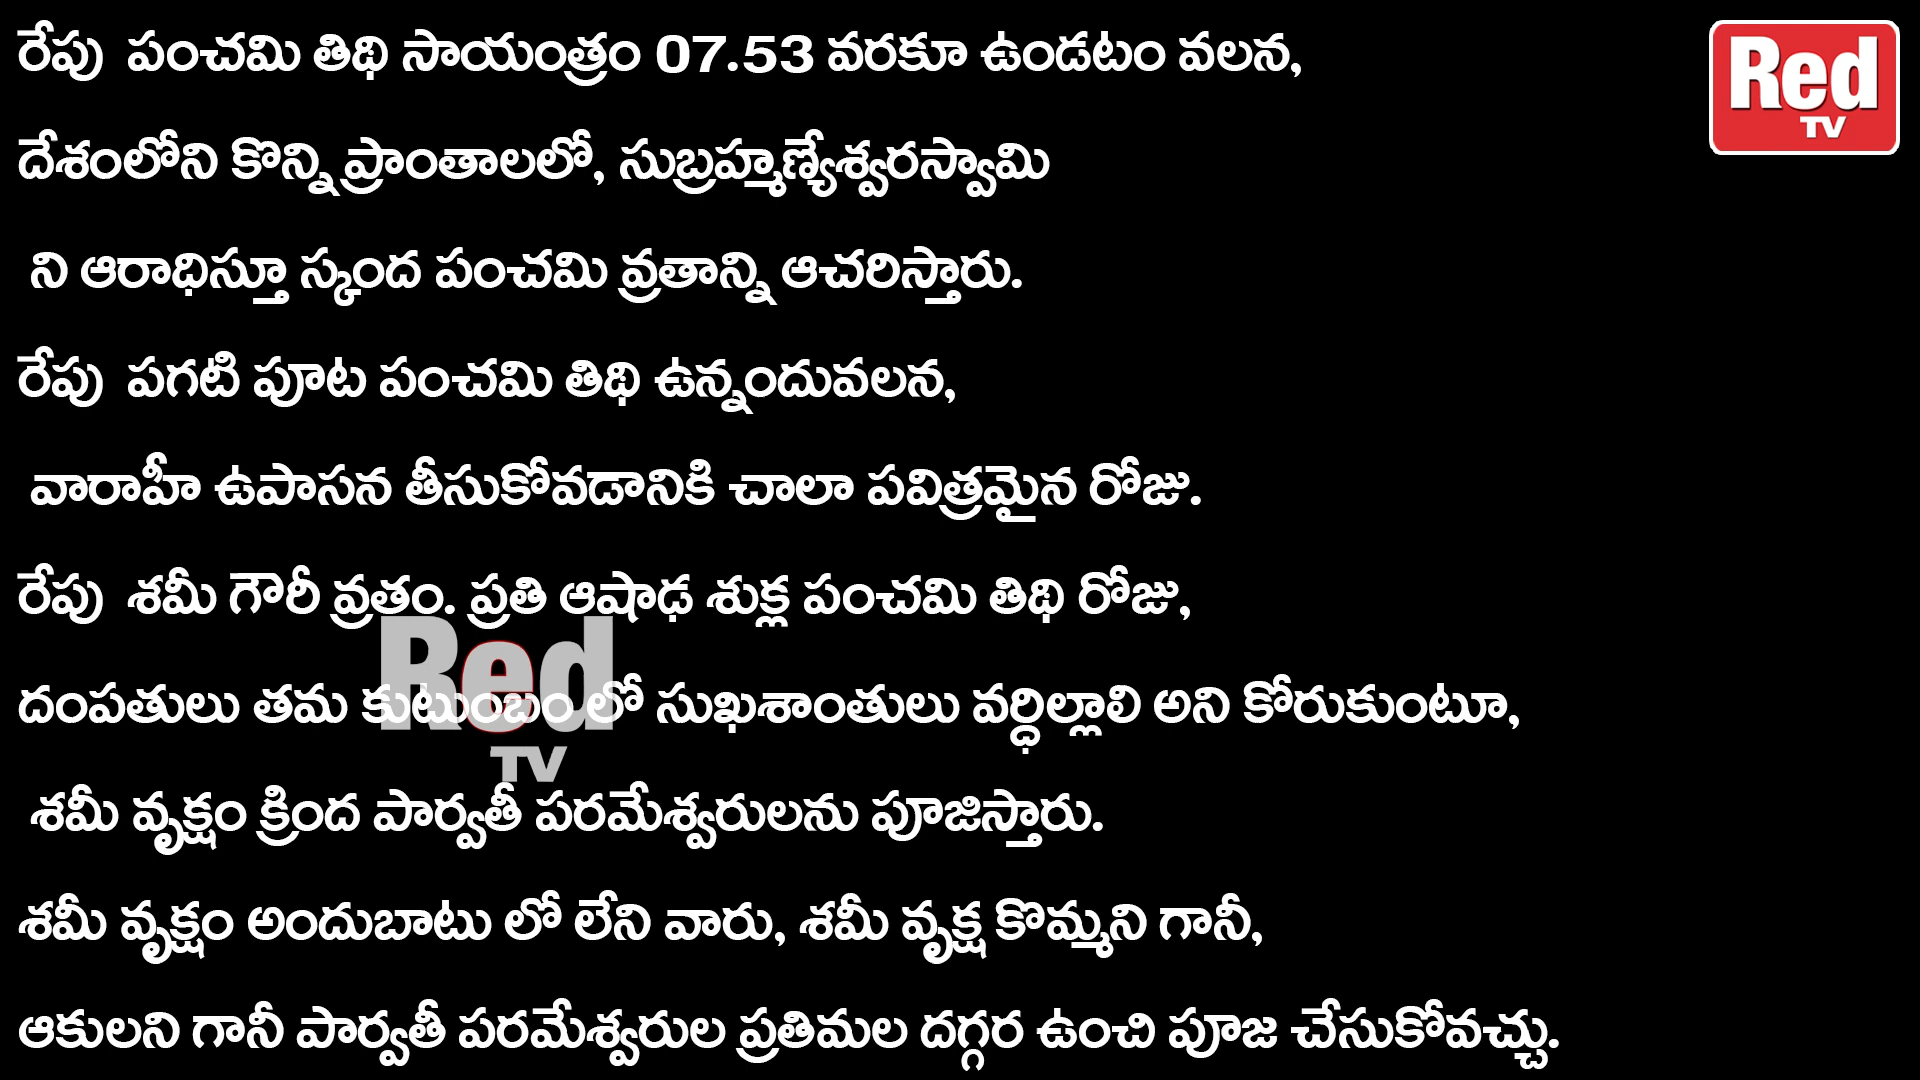 రేపు  పంచమి తిథి సాయంత్రం 07.53 వరకూ ఉండటం వలన,
Red
TV
దేశంలోని కొన్ని ప్రాంతాలలో, సుబ్రహ్మణ్యేశ్వరస్వామి
ని ఆరాధిస్తూ స్కంద పంచమి వ్రతాన్ని ఆచరిస్తారు.
రేపు  పగటి పూట పంచమి తిథి ఉన్నందువలన,
వారాహీ ఉపాసన తీసుకోవడానికి చాలా పవిత్రమైన రోజు.
రేపు  శమీ గౌరీ వ్రతం. ప్రతి ఆషాఢ శుక్ల పంచమి తిథి రోజు,
దంపతులు తమ కుటుంబం లో సుఖశాంతులు వర్ధిల్లాలి అని కోరుకుంటూ,
Red
TV
శమీ వృక్షం క్రింద పార్వతీ పరమేశ్వరులను పూజిస్తారు.
శమీ వృక్షం అందుబాటు లో లేని వారు, శమీ వృక్ష కొమ్మని గానీ,
ఆకులని గానీ పార్వతీ పరమేశ్వరుల ప్రతిమల దగ్గర ఉంచి పూజ చేసుకోవచ్చు.